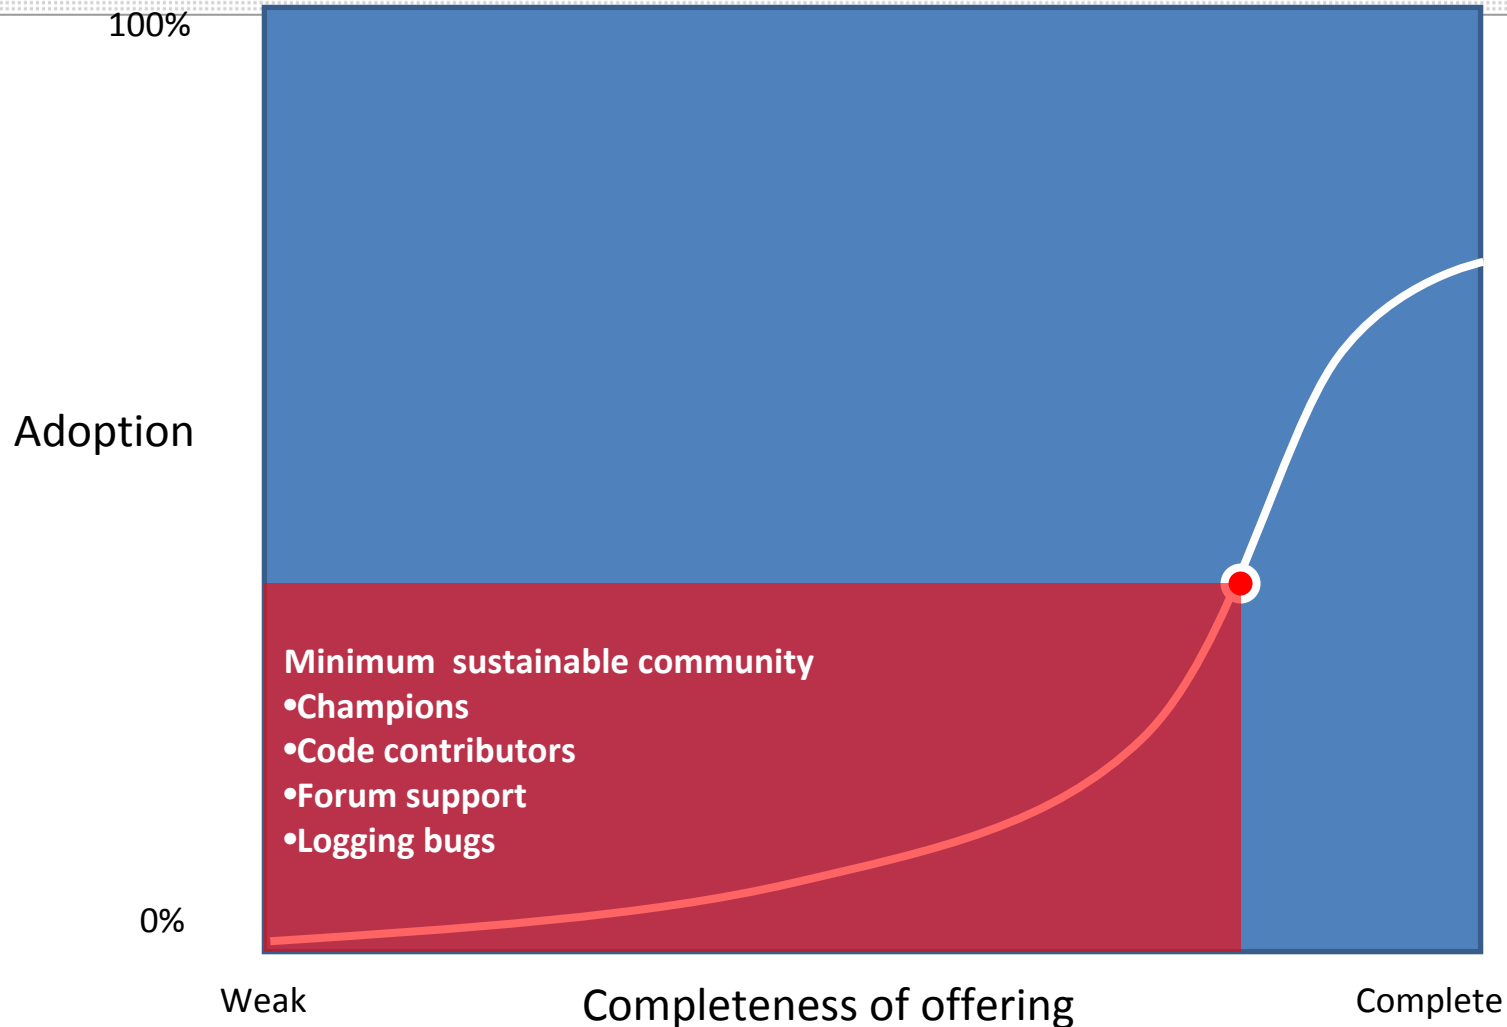 100%
Adoption
Minimum  sustainable community
•Champions
•Code contributors
•Forum support
•Logging bugs
0%
Weak
Completeness of offering
Complete